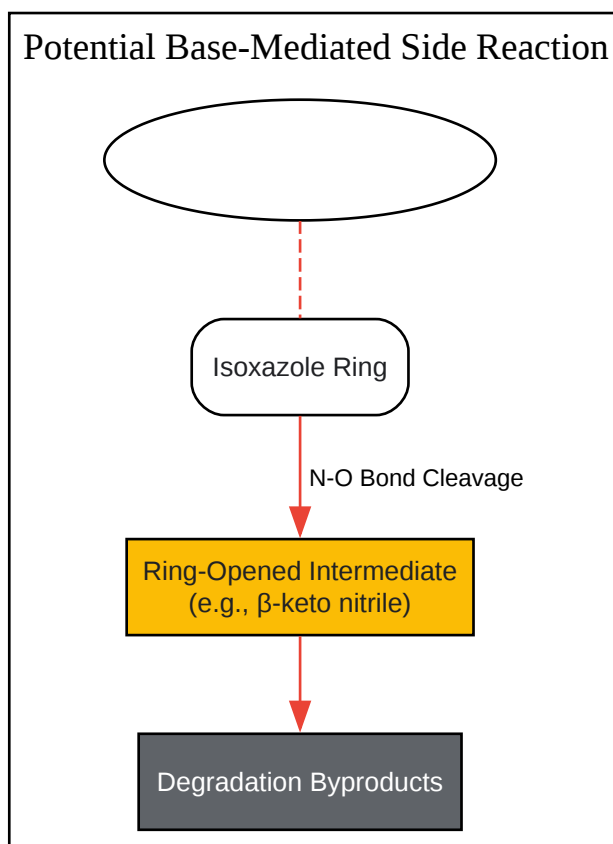 Potential Base-Mediated Side Reaction
Isoxazole Ring
N-O Bond Cleavage
Ring-Opened Intermediate
(e.g., β-keto nitrile)
Degradation Byproducts